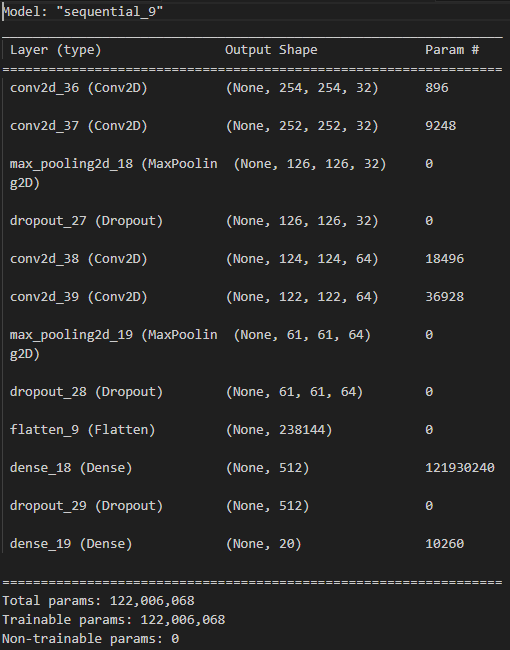 Model: "sequential_9"
Layer (type) Output Shape Param #
conv2d_36 (Conv2D) (None, 254, 254, 32) 896
conv2d_37 (Conv2D) (None, 252, 252, 32) 9248
max_pooling2d_18 (MaxPoolin (None, 126, 126, 32) 0
g2D)
dropout_27 (Dropout) (None, 126, 126, 32) 0
conv2d_38 (Conv2D) (None, 124, 124, 64) 18496
conv2d_39 (Conv2D) (None, 122, 122, 64) 36928
max_pooling2d_19 (MaxPoolin (None, 61, 61, 64) 0
g2D)
dropout_28 (Dropout) (None, 61, 61, 64) 0
flatten_9 (Flatten) (None, 238144) 0
dense_18 (Dense) (None, 512) 121930240
dropout_29 (Dropout) (None, 512) 0
dense_19 (Dense) (None, 20) 10260
Total params: 122,006,068
Trainable params: 122,006,068
Non-trainable params: 0